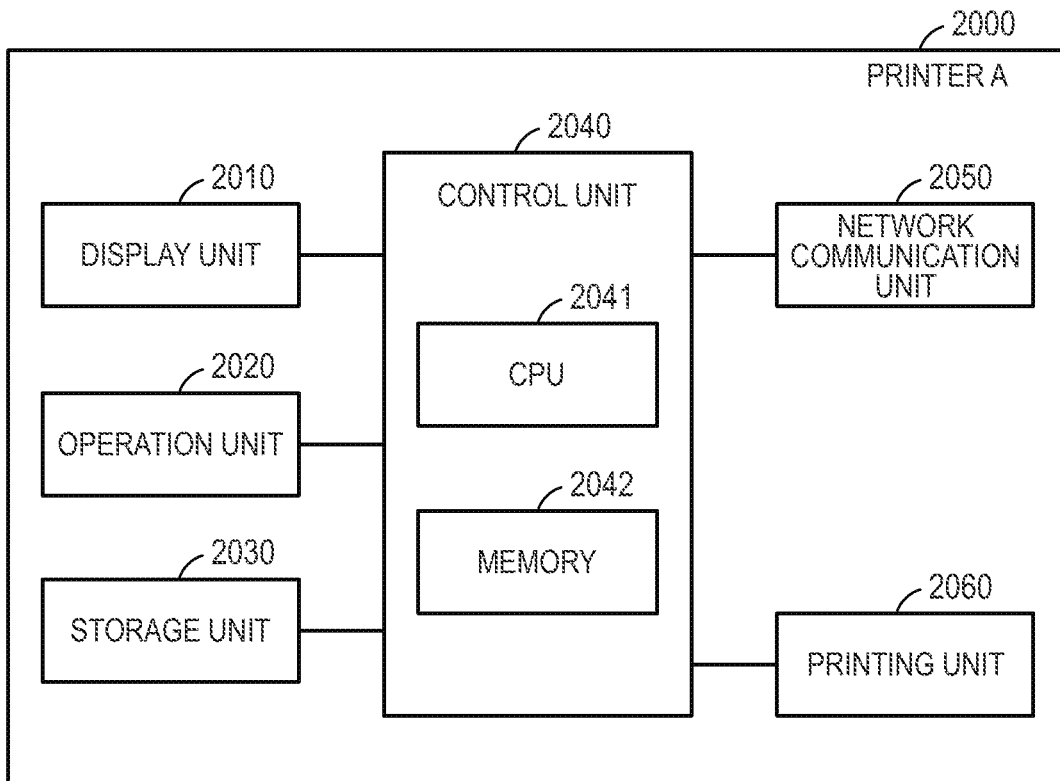 2000
PRINTER A
2040
CONTROL UNIT
2010
DISPLAY UNIT
2050
NETWORK
COMMUNICATION
UNIT
2041
CPU
2020
OPERATION UNIT
2042
MEMORY
2030
STORAGE UNIT
2060
PRINTING UNIT